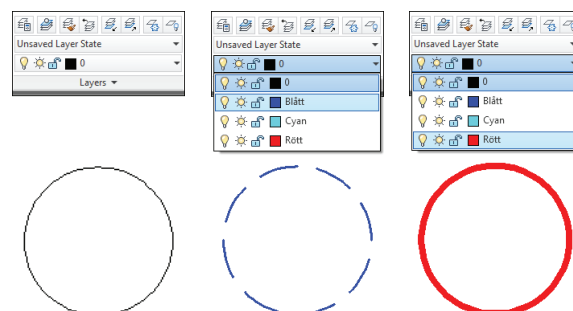 Unsaved Layer State
0
Layers
Unsaved Layer State
0
0
Blått
Cyan
Rött
Unsaved Layer State
0
0
Blått
Cyan
Rött